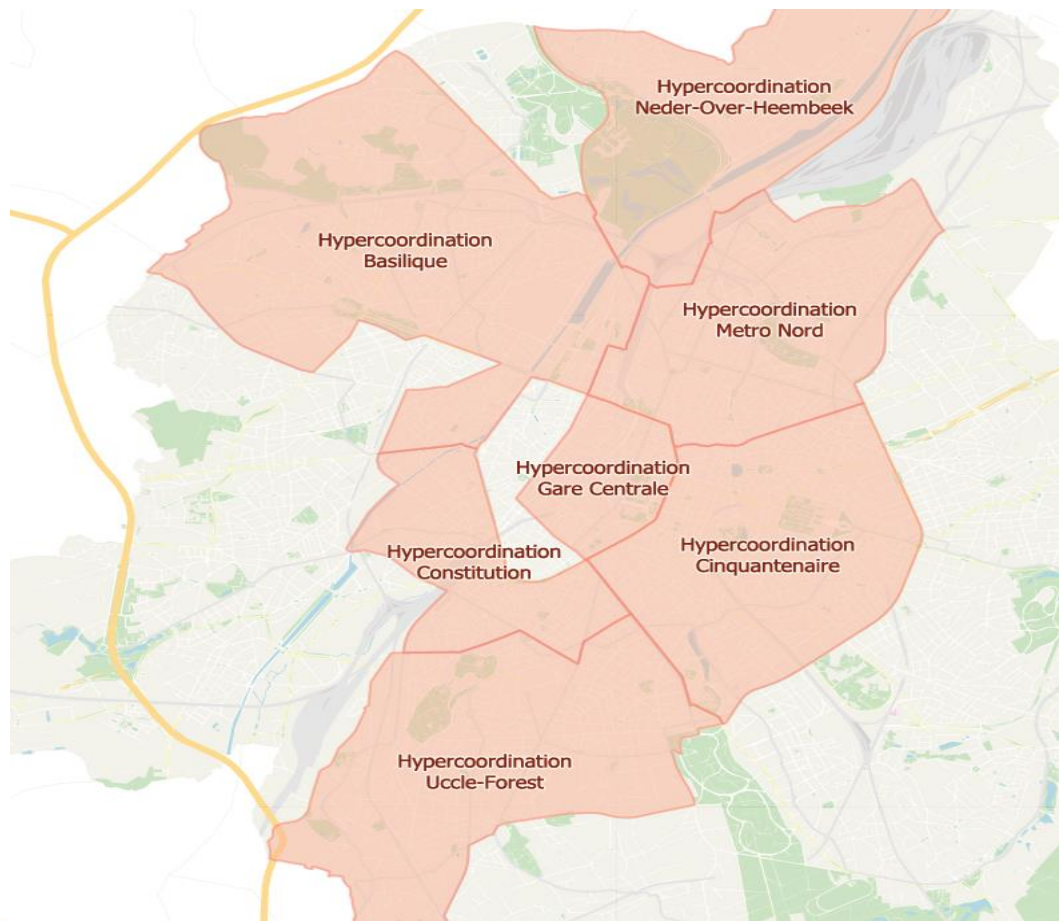 Hypercoordination
Neder-Over-Heembeek
Hypercoordination
Basilique
Hypercoordination
Metro Nord
Hypercoordination
Gare Centrale
Hypercoordination
Constitution
Hypercoordination
Cinquantenaire
Hypercoordination
Uccle-Forest